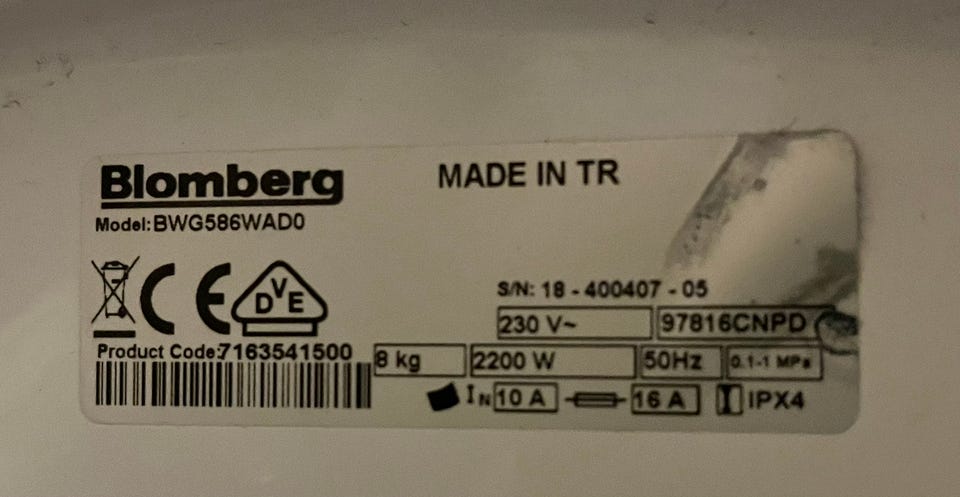 Blomberg
MADE IN TR
Model:BWG586WAD0
CE
DVE
S/N: 18 - 400407 - 05
230 V~ 97816CNPD
Product Code:7163541500
8 kg 2200 W 50Hz 0.1-1 MPa
IN 10 A 16 A IPX4